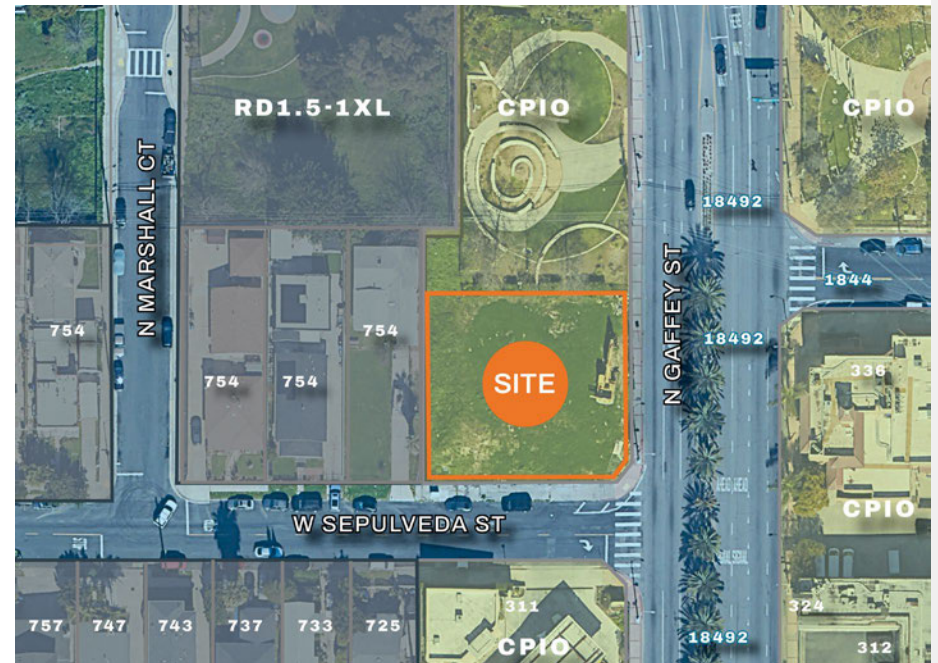 RD1.5-1XL
CPIO
CPIO
N MARSHALL CT
18492
N GAFFEY ST
1844
754
754
18492
754
754
SITE
336
CPIO
W SEPULVEDA ST
757
747
743
737
733
725
311
CPIO
18492
324
312